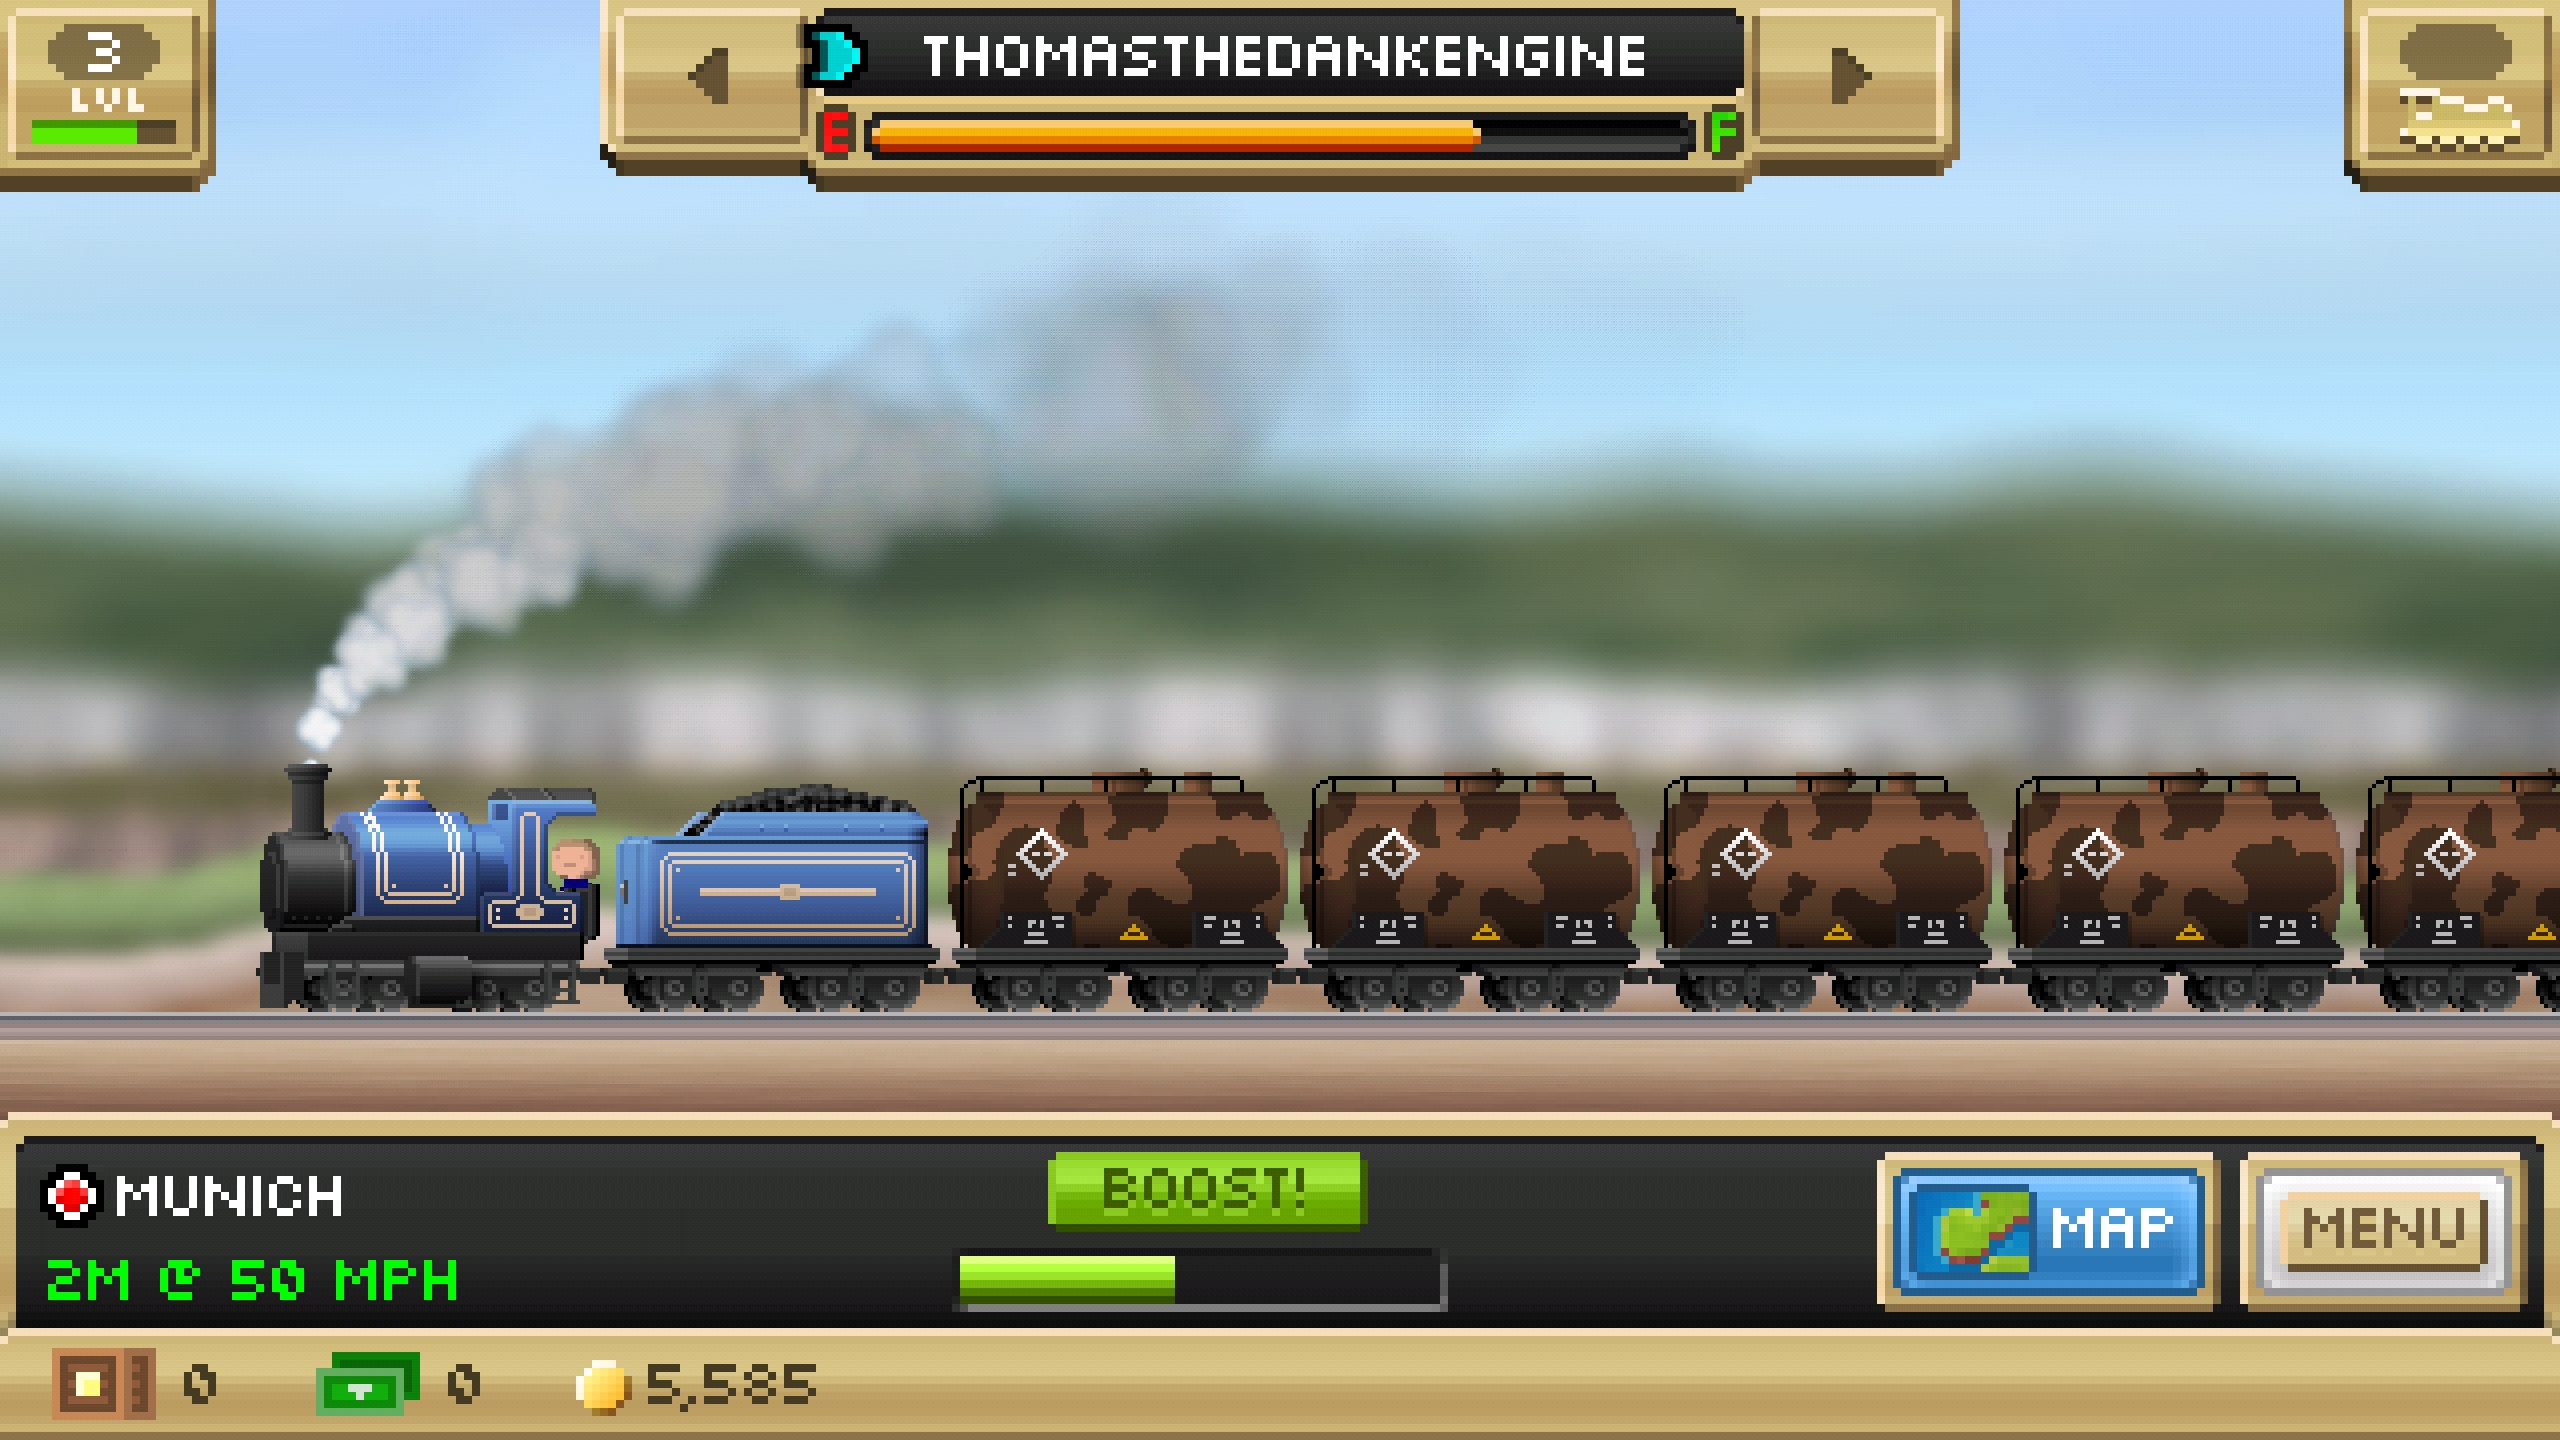 3
LVL
THOMASTHEDANKENGINE
E F
MUNICH
2M @ 50 MPH
BOOST!
MAP
MENU
0
0
5,585